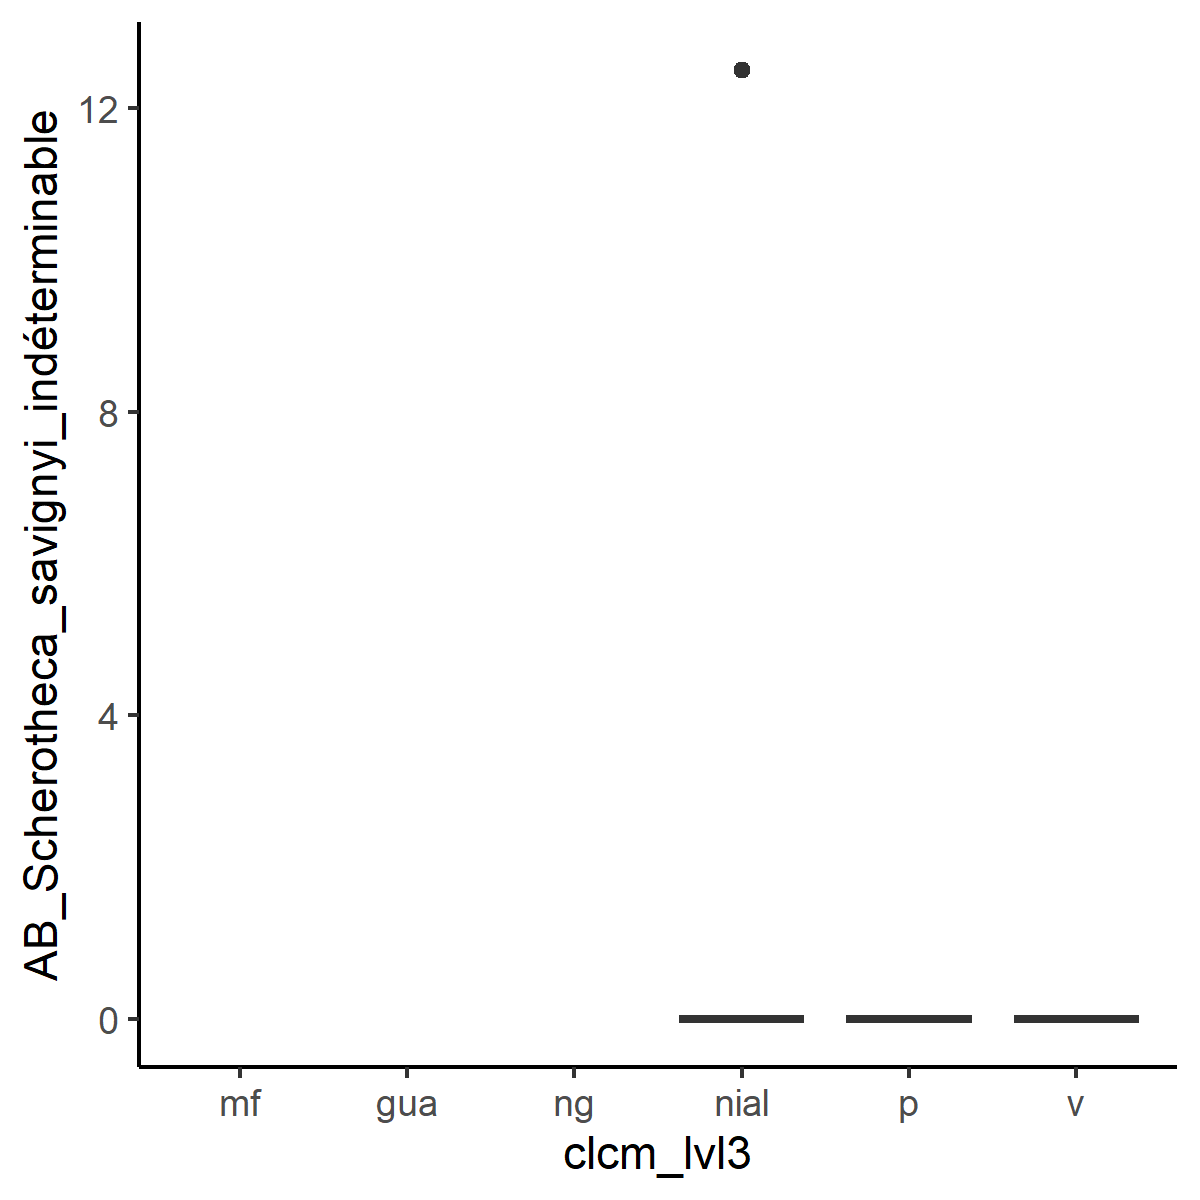 AB_Scherotheca_savignyi_indéterminable
12
8
4
0
mf gua ng nial p v
clcm_lvl3